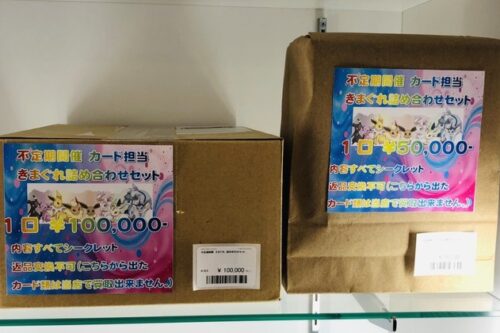 不定期開催 カード担当
きまぐれ詰め合わせセット
1口 ¥100,000-
内容すべてシークレット
返品交換不可(こちらから出た
カード類は当店で買取出来ません。)
¥ 100,000
不定期開催 カード担当
きまぐれ詰め合わせセット
1口 ¥50,000-
内容すべてシークレット
返品交換不可(こちらから出た
カード類は当店で買取出来ません。)